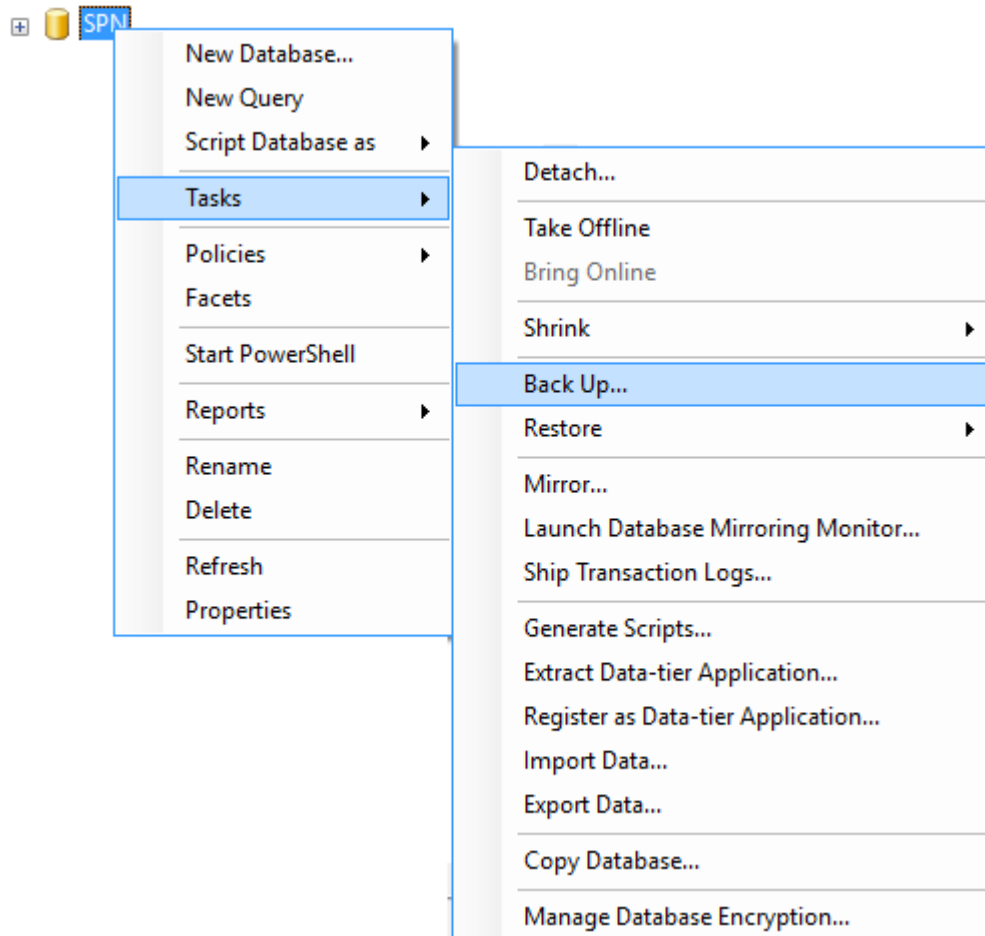 SPN
New Database...
New Query
Script Database as
Tasks
Policies
Facets
Start PowerShell
Reports
Rename
Delete
Refresh
Properties
Detach...
Take Offline
Bring Online
Shrink
Back Up...
Restore
Mirror...
Launch Database Mirroring Monitor...
Ship Transaction Logs...
Generate Scripts...
Extract Data-tier Application...
Register as Data-tier Application...
Import Data...
Export Data...
Copy Database...
Manage Database Encryption...